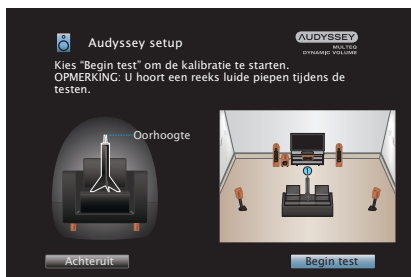 Audyssey setup
AUDYSSEY
MULTEQ
DYNAMIC VOLUME
Kies "Begin test" om de kalibratie te starten.
OPMERKING: U hoort een reeks luide piepen tijdens de
testen.
Oorhoogte
1
Achteruit
Begin test